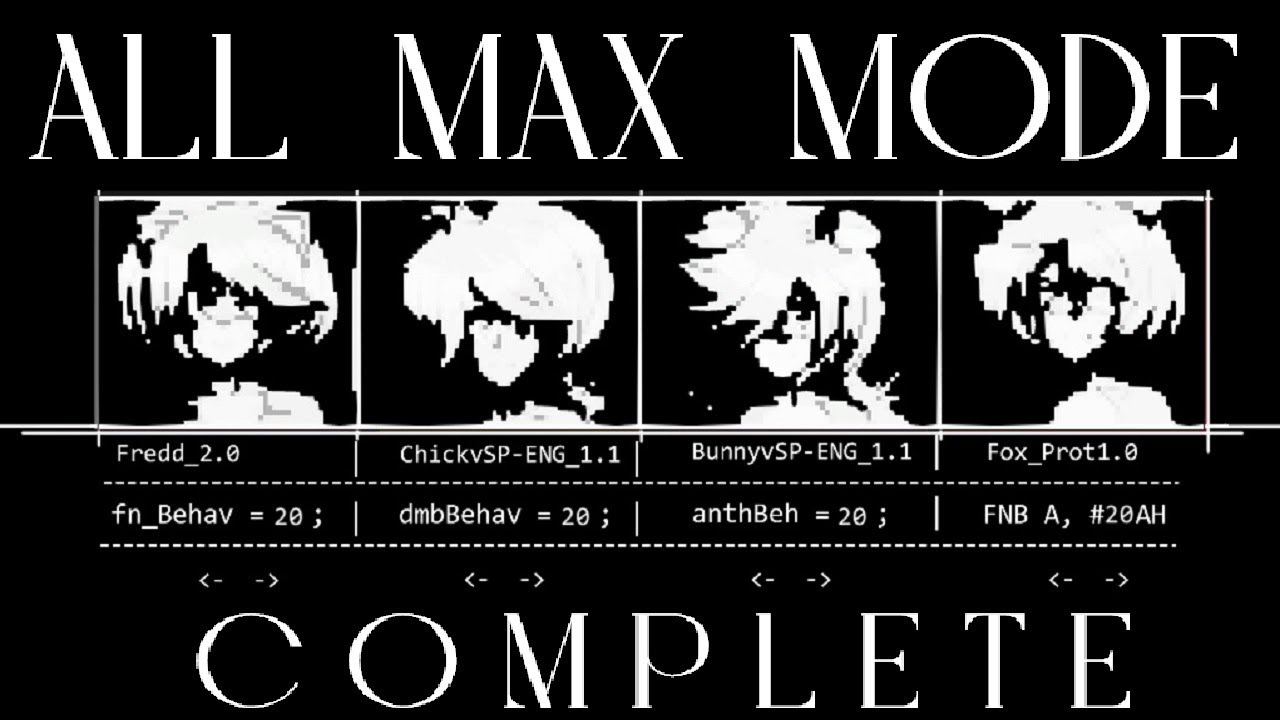 ALL MAX MODE
Fredd_2.0 | ChickvSP-ENG_1.1 | BunnyvSP-ENG_1.1 | Fox_Prot1.0
fn_Behav = 20 ; | dmbBehav = 20 ; | anthBeh = 20 ; | FNB A, #20AH
<- -> <- -> <- -> <- ->
COMPLETE